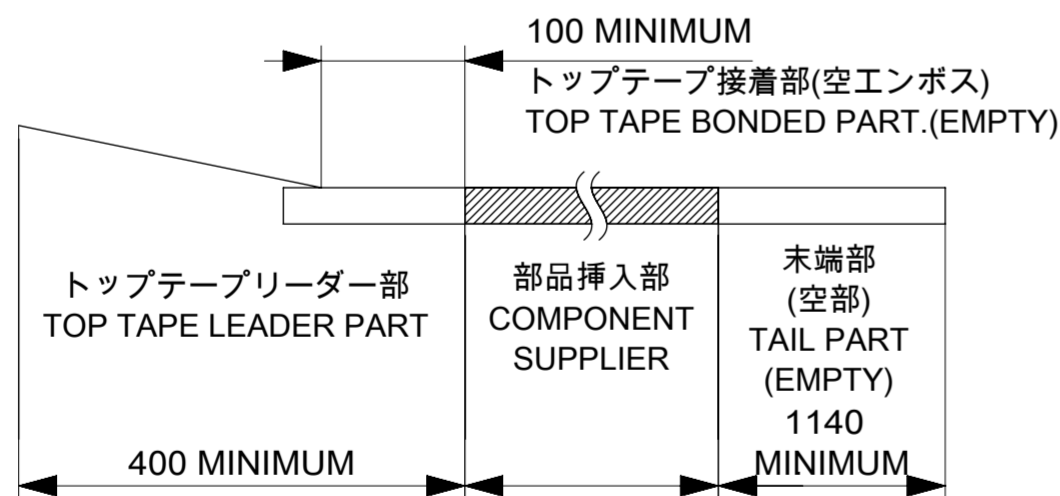 100 MINIMUM
トップテープ接着部(空エンボス)
TOP TAPE BONDED PART.(EMPTY)
トップテープリーダー部
TOP TAPE LEADER PART
400 MINIMUM
部品挿入部
COMPONENT
SUPPLIER
末端部
(空部)
TAIL PART
(EMPTY)
1140
MINIMUM